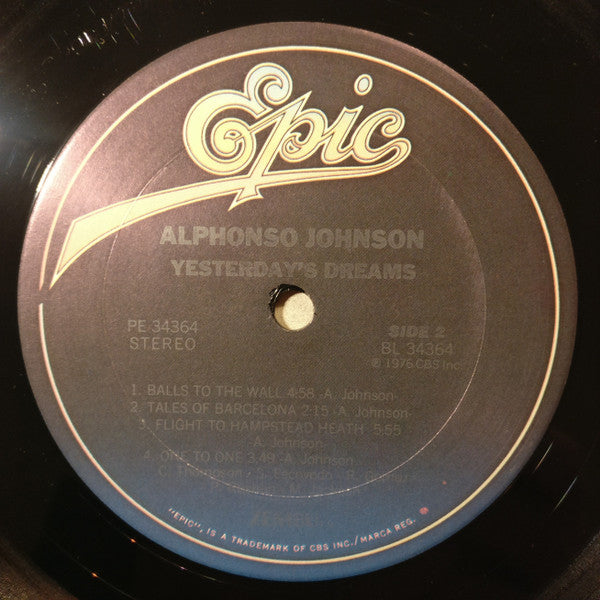 Epic
ALPHONSO JOHNSON
YESTERDAY'S DREAMS
PE 34364
STEREO
SIDE 2
BL 34364
℗ 1976 CBS Inc.
1. BALLS TO THE WALL 4:58 -A. Johnson-
2. TALES OF BARCELONA 2:15 -A. Johnson-
3. FLIGHT TO HAMPSTEAD HEATH 5:55
A. Johnson-
4. ONE TO ONE 3:49 -A. Johnson
C. Thompson
"EPIC", IS A TRADEMARK OF CBS INC./MARCA REG.